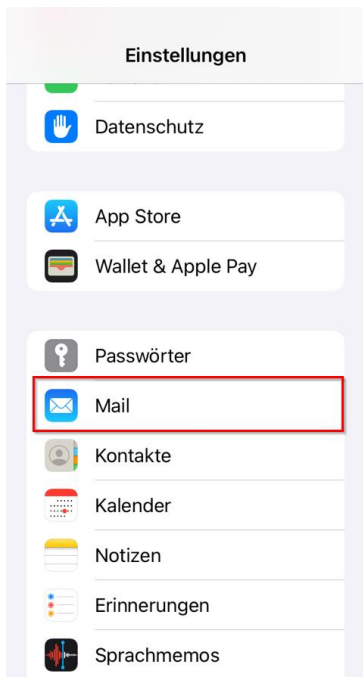 Einstellungen
Datenschutz
App Store
Wallet & Apple Pay
Passwörter
Mail
Kontakte
Kalender
Notizen
Erinnerungen
Sprachmemos